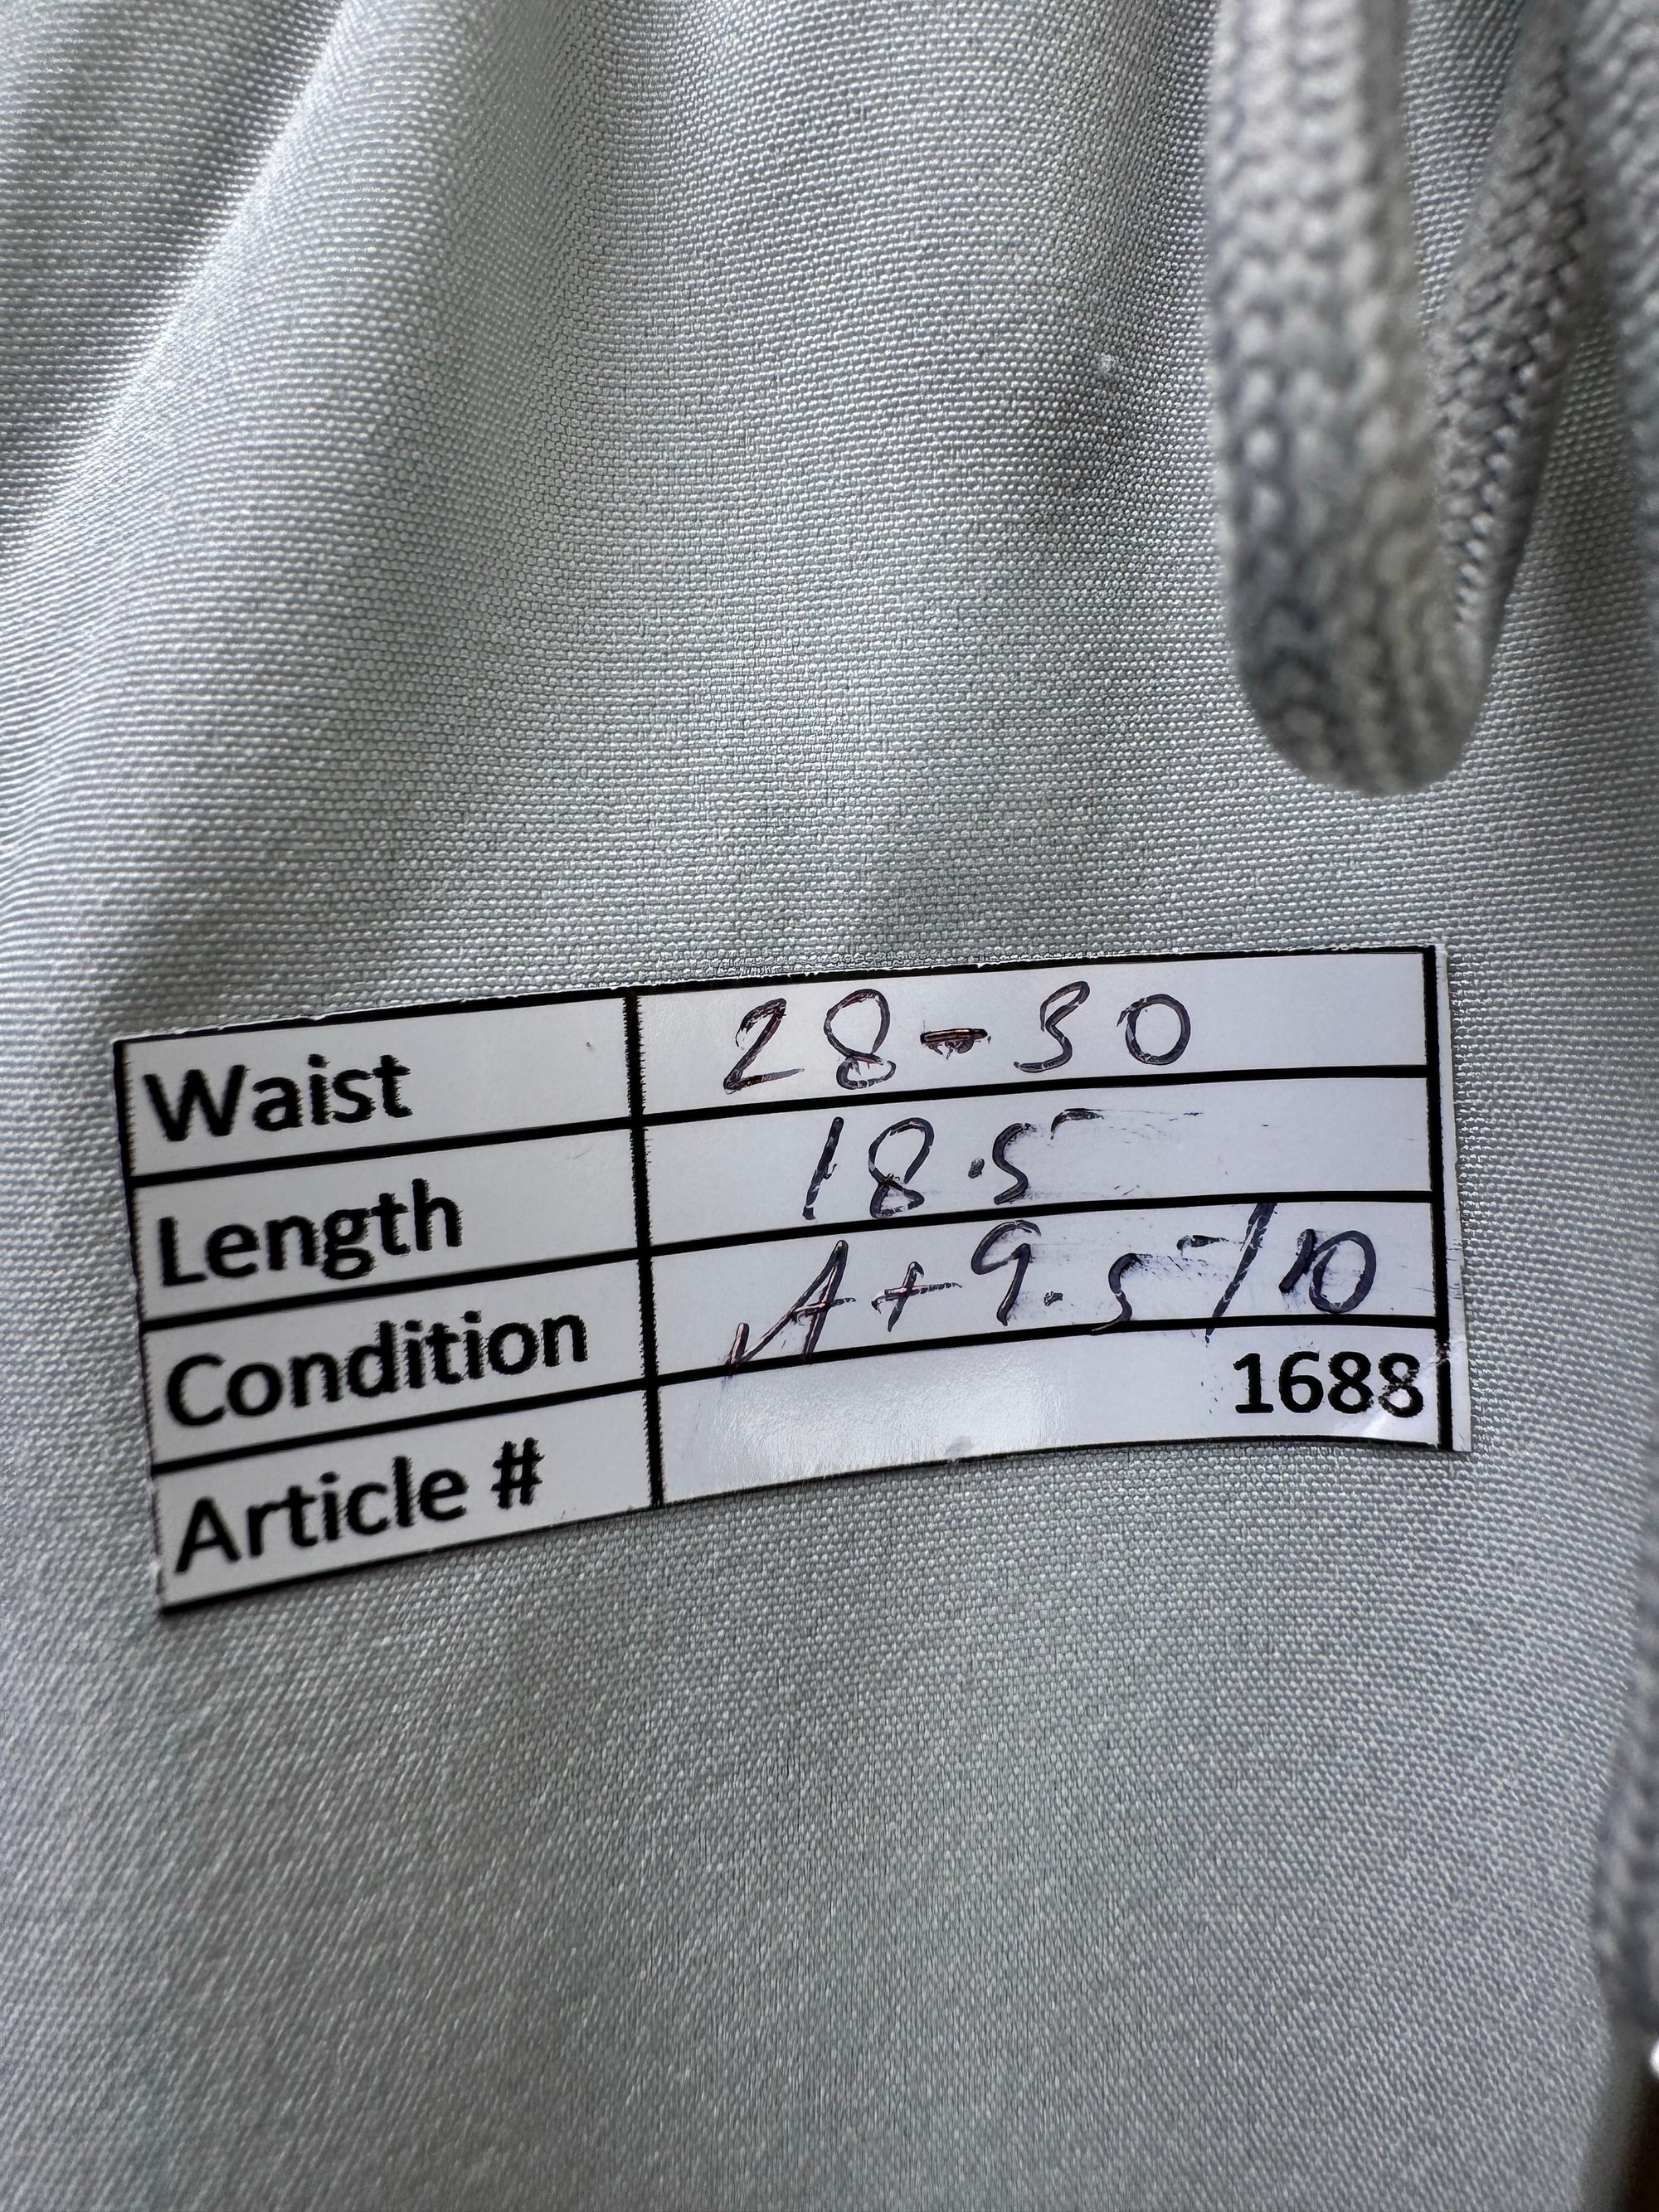 Waist 28-30
Length 18.5
Condition A+ 9.5/10
Article # 1688